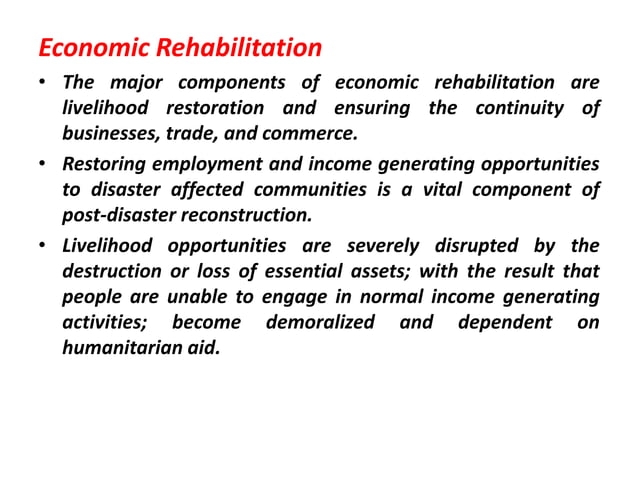 Economic Rehabilitation
• The major components of economic rehabilitation are
livelihood restoration and ensuring the continuity of
businesses, trade, and commerce.
• Restoring employment and income generating opportunities
to disaster affected communities is a vital component of
post-disaster reconstruction.
• Livelihood opportunities are severely disrupted by the
destruction or loss of essential assets; with the result that
people are unable to engage in normal income generating
activities; become demoralized and dependent on
humanitarian aid.